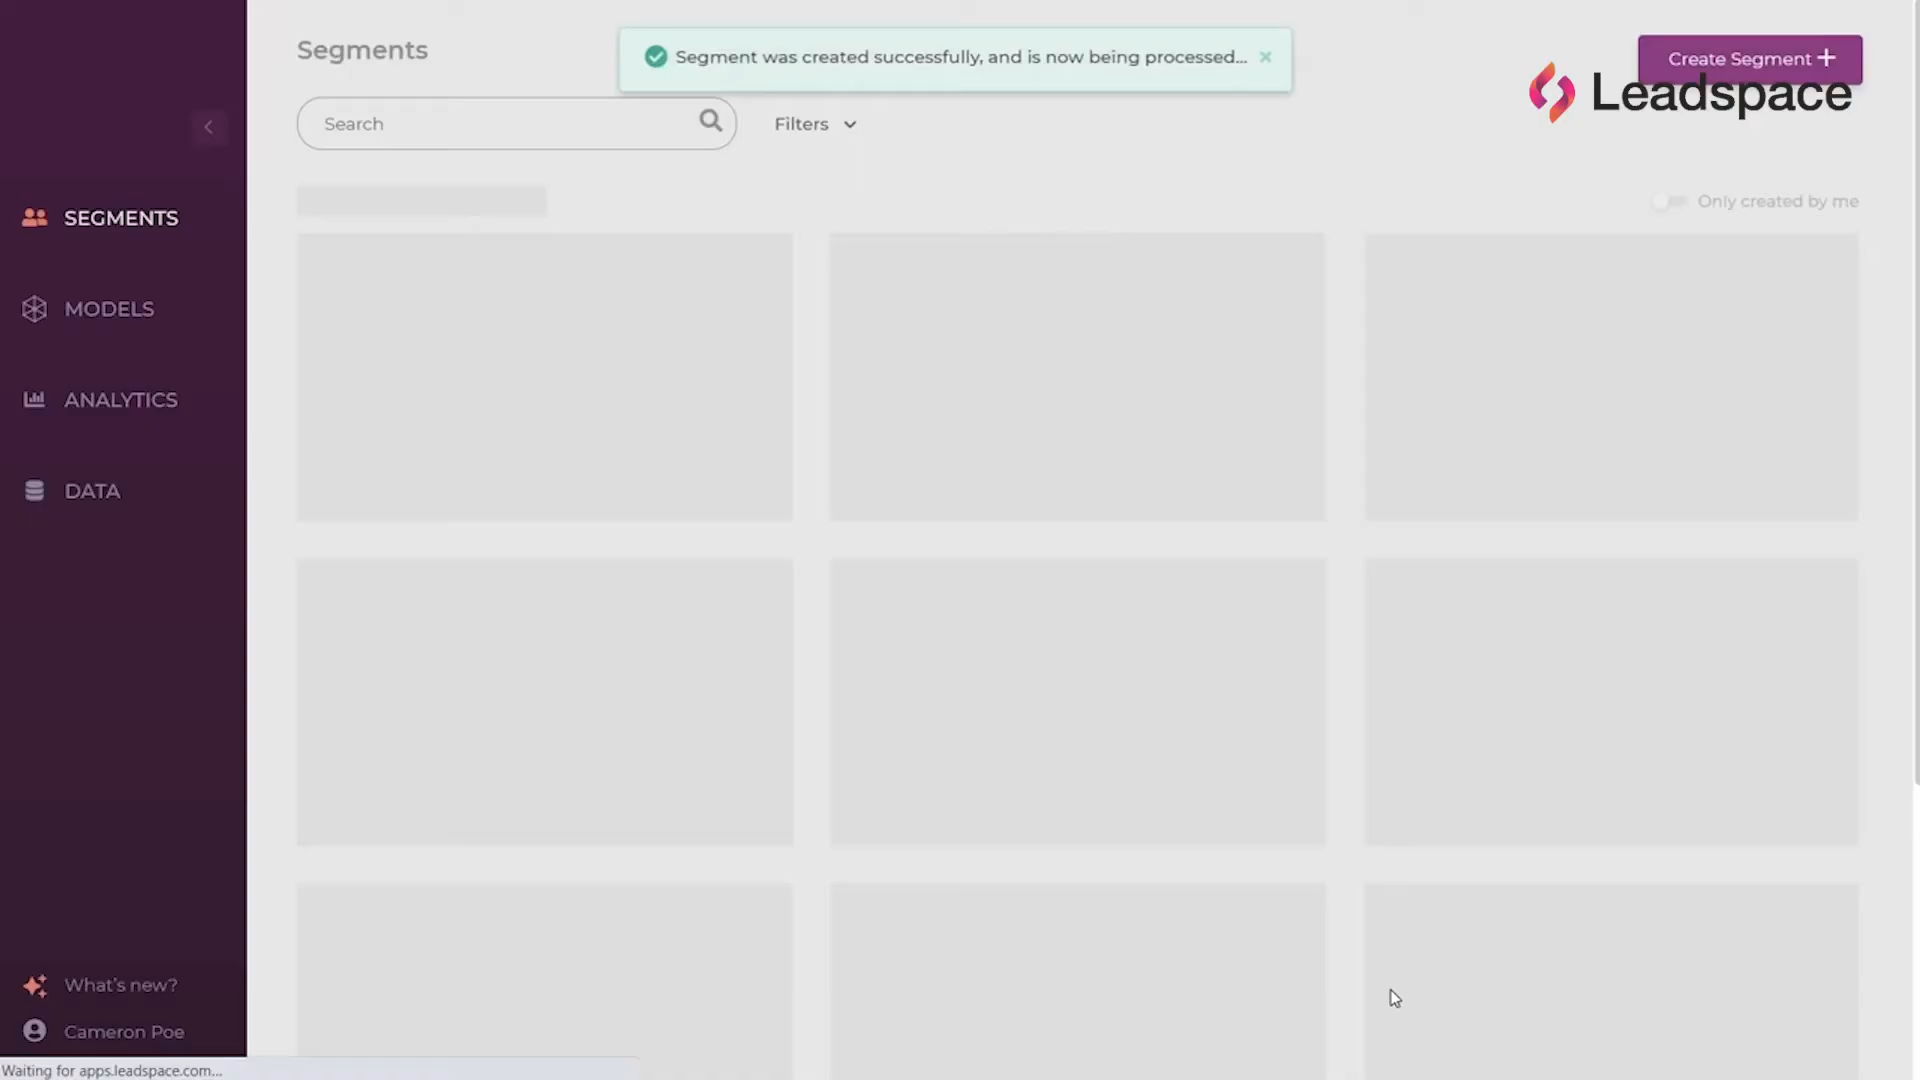 Segments
Segment was created successfully, and is now being processed...
Create Segment
Leadspace
Search
Filters
Only created by me
SEGMENTS
MODELS
ANALYTICS
DATA
What's new?
Cameron Poe
Waiting for apps.leadspace.com...